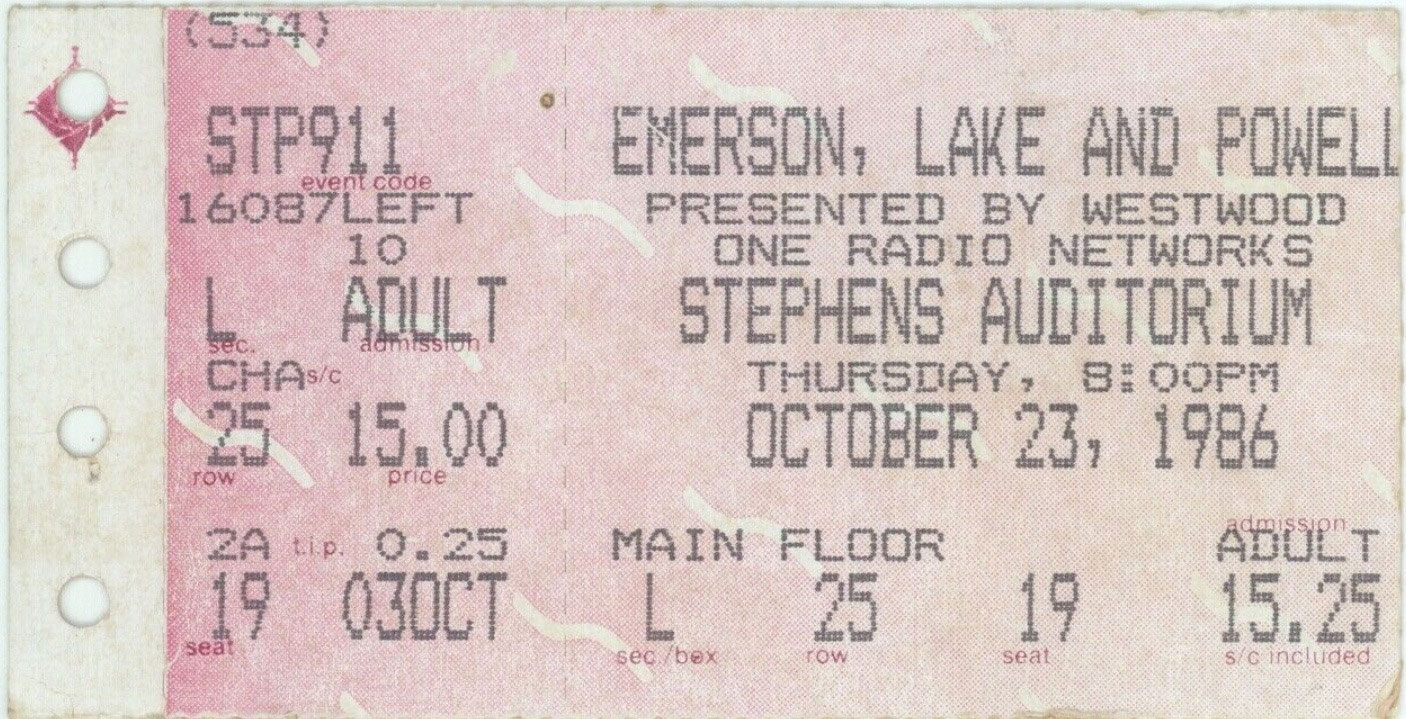 (534)
STP911
event code
16087LEFT
10
L ADULT
sec. admission
CHA s/c
25 15.00
row price
2A t.i.p. 0.25
19 03OCT
seat
EMERSON, LAKE AND POWELL
PRESENTED BY WESTWOOD
ONE RADIO NETWORKS
STEPHENS AUDITORIUM
THURSDAY, 8:00PM
OCTOBER 23, 1986
admission
MAIN FLOOR ADULT
L 25 19 15.25
sec./box row seat s/c included